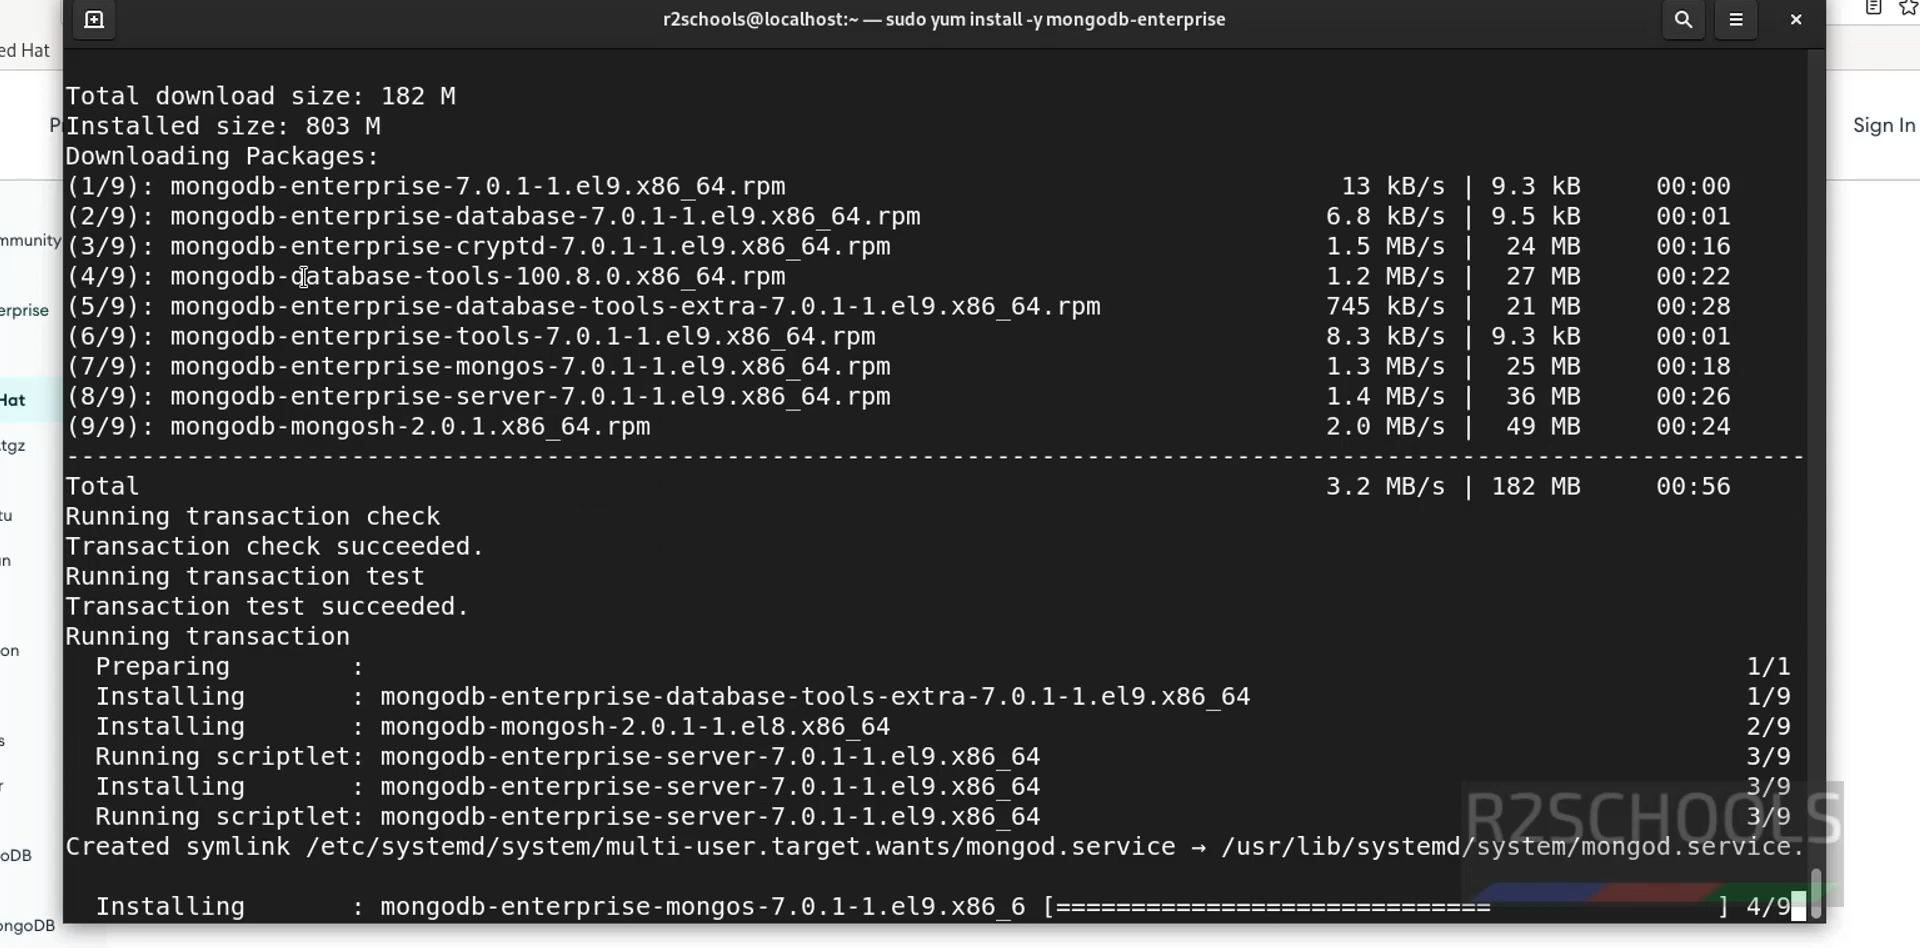 r2schools@localhost:~ — sudo yum install -y mongodb-enterprise
ed Hat
Sign In
mmunity
erprise
Hat
tgz
tu
on
oDB
ongoDB
Total download size: 182 M
Installed size: 803 M
Downloading Packages:
(1/9): mongodb-enterprise-7.0.1-1.el9.x86_64.rpm 13 kB/s | 9.3 kB 00:00
(2/9): mongodb-enterprise-database-7.0.1-1.el9.x86_64.rpm 6.8 kB/s | 9.5 kB 00:01
(3/9): mongodb-enterprise-cryptd-7.0.1-1.el9.x86_64.rpm 1.5 MB/s | 24 MB 00:16
(4/9): mongodb-database-tools-100.8.0.x86_64.rpm 1.2 MB/s | 27 MB 00:22
(5/9): mongodb-enterprise-database-tools-extra-7.0.1-1.el9.x86_64.rpm 745 kB/s | 21 MB 00:28
(6/9): mongodb-enterprise-tools-7.0.1-1.el9.x86_64.rpm 8.3 kB/s | 9.3 kB 00:01
(7/9): mongodb-enterprise-mongos-7.0.1-1.el9.x86_64.rpm 1.3 MB/s | 25 MB 00:18
(8/9): mongodb-enterprise-server-7.0.1-1.el9.x86_64.rpm 1.4 MB/s | 36 MB 00:26
(9/9): mongodb-mongosh-2.0.1.x86_64.rpm 2.0 MB/s | 49 MB 00:24
--------------------------------------------------------------------------------------------------------------------
Total 3.2 MB/s | 182 MB 00:56
Running transaction check
Transaction check succeeded.
Running transaction test
Transaction test succeeded.
Running transaction
Preparing : 1/1
Installing : mongodb-enterprise-database-tools-extra-7.0.1-1.el9.x86_64 1/9
Installing : mongodb-mongosh-2.0.1-1.el8.x86_64 2/9
Running scriptlet: mongodb-enterprise-server-7.0.1-1.el9.x86_64 3/9
Installing : mongodb-enterprise-server-7.0.1-1.el9.x86_64 3/9
Running scriptlet: mongodb-enterprise-server-7.0.1-1.el9.x86_64 3/9
Created symlink /etc/systemd/system/multi-user.target.wants/mongod.service → /usr/lib/systemd/system/mongod.service.
Installing : mongodb-enterprise-mongos-7.0.1-1.el9.x86_6 [============================= ] 4/9
R2SCHOOLS